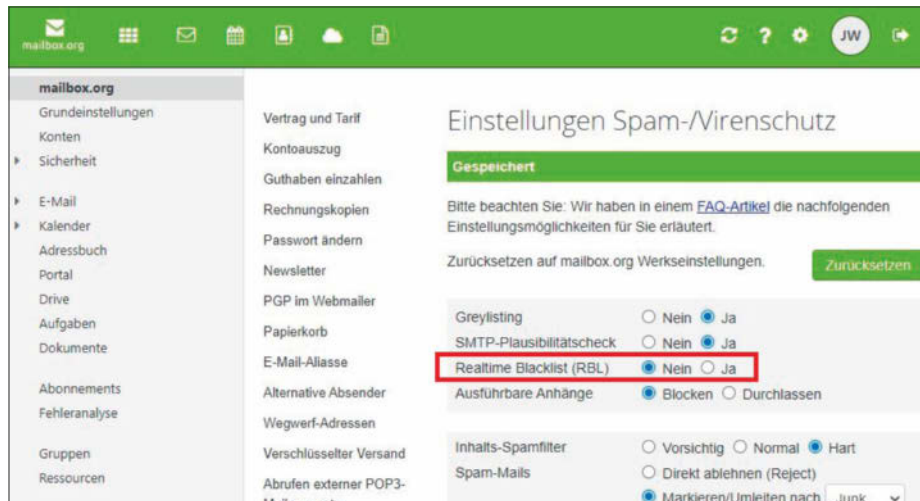 mailbox.org
JW
mailbox.org
Grundeinstellungen
Konten
Sicherheit
E-Mail
Kalender
Adressbuch
Portal
Drive
Aufgaben
Dokumente
Abonnements
Fehleranalyse
Gruppen
Ressourcen
Vertrag und Tarif
Kontoauszug
Guthaben einzahlen
Rechnungskopien
Passwort ändern
Newsletter
PGP im Webmailer
Papierkorb
E-Mail-Aliasse
Alternative Absender
Wegwerf-Adressen
Verschlüsselter Versand
Abrufen externer POP3-
Einstellungen Spam-/Virenschutz
Gespeichert
Bitte beachten Sie: Wir haben in einem FAQ-Artikel die nachfolgenden
Einstellungsmöglichkeiten für Sie erläutert.
Zurücksetzen auf mailbox.org Werkseinstellungen. Zurücksetzen
Greylisting Nein Ja
SMTP-Plausibilitätscheck Nein Ja
Realtime Blacklist (RBL) Nein Ja
Ausführbare Anhänge Blocken Durchlassen
Inhalts-Spamfilter Vorsichtig Normal Hart
Spam-Mails Direkt ablehnen (Reject)
Markieren/Umleiten nach Junk